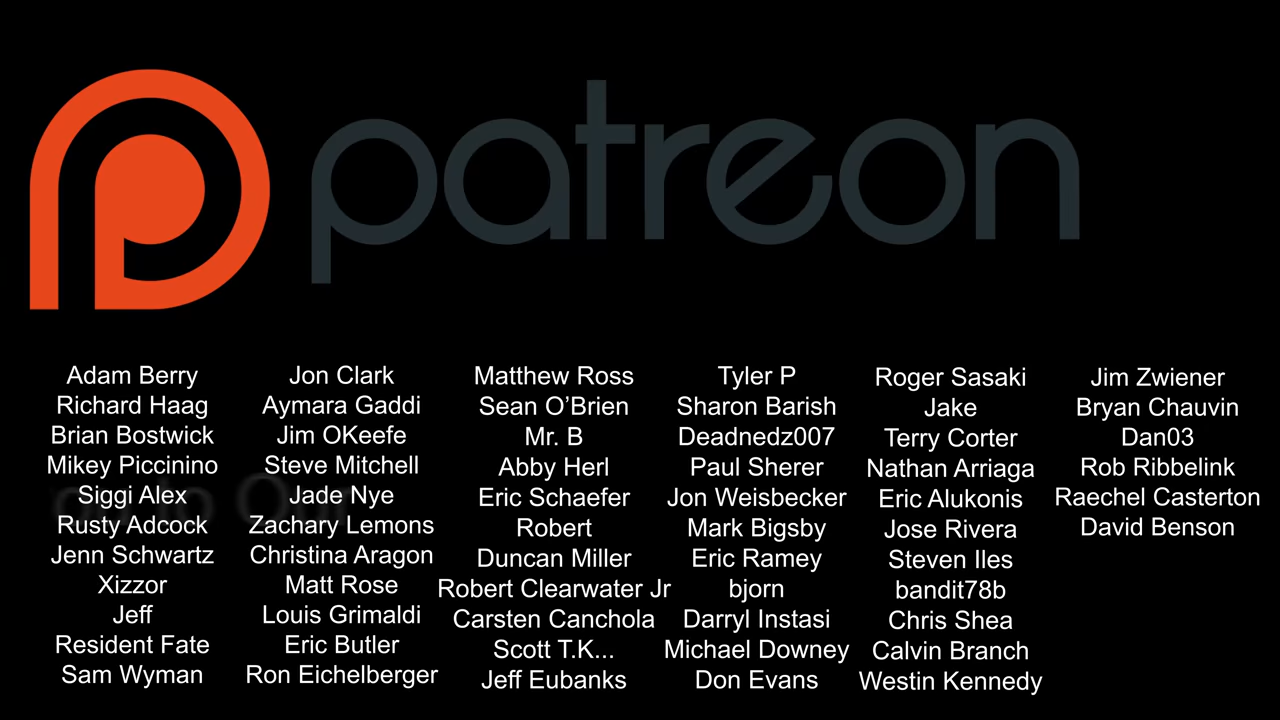 patreon
Adam Berry
Richard Haag
Brian Bostwick
Mikey Piccinino
Siggi Alex
Rusty Adcock
Jenn Schwartz
Xizzor
Jeff
Resident Fate
Sam Wyman
Jon Clark
Aymara Gaddi
Jim OKeefe
Steve Mitchell
Jade Nye
Zachary Lemons
Christina Aragon
Matt Rose
Louis Grimaldi
Eric Butler
Ron Eichelberger
Matthew Ross
Sean O’Brien
Mr. B
Abby Herl
Eric Schaefer
Robert
Duncan Miller
Robert Clearwater Jr
Carsten Canchola
Scott T.K...
Jeff Eubanks
Tyler P
Sharon Barish
Deadnedz007
Paul Sherer
Jon Weisbecker
Mark Bigsby
Eric Ramey
bjorn
Darryl Instasi
Michael Downey
Don Evans
Roger Sasaki
Jake
Terry Corter
Nathan Arriaga
Eric Alukonis
Jose Rivera
Steven Iles
bandit78b
Chris Shea
Calvin Branch
Westin Kennedy
Jim Zwiener
Bryan Chauvin
Dan03
Rob Ribbelink
Raechel Casterton
David Benson